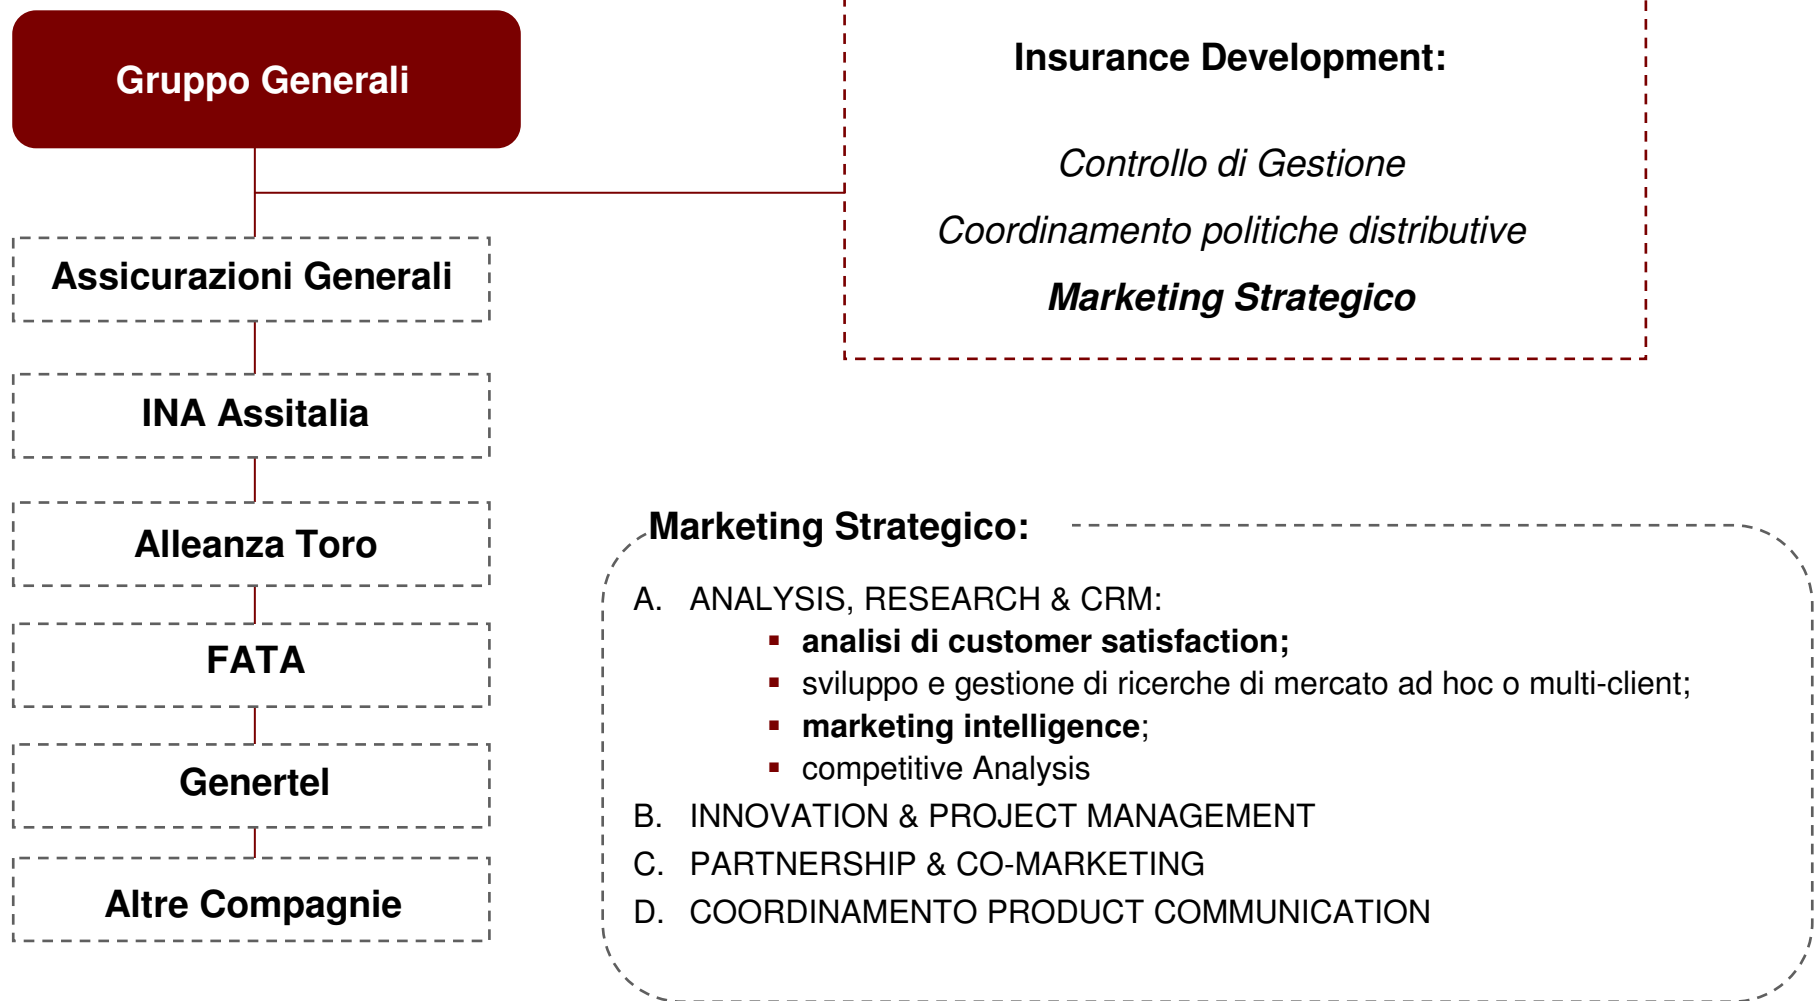 Gruppo Generali
Assicurazioni Generali
INA Assitalia
Alleanza Toro
FATA
Genertel
Altre Compagnie
Insurance Development:
Controllo di Gestione
Coordinamento politiche distributive
Marketing Strategico
Marketing Strategico:
A. ANALYSIS, RESEARCH & CRM:
▪ analisi di customer satisfaction;
▪ sviluppo e gestione di ricerche di mercato ad hoc o multi-client;
▪ marketing intelligence;
▪ competitive Analysis
B. INNOVATION & PROJECT MANAGEMENT
C. PARTNERSHIP & CO-MARKETING
D. COORDINAMENTO PRODUCT COMMUNICATION